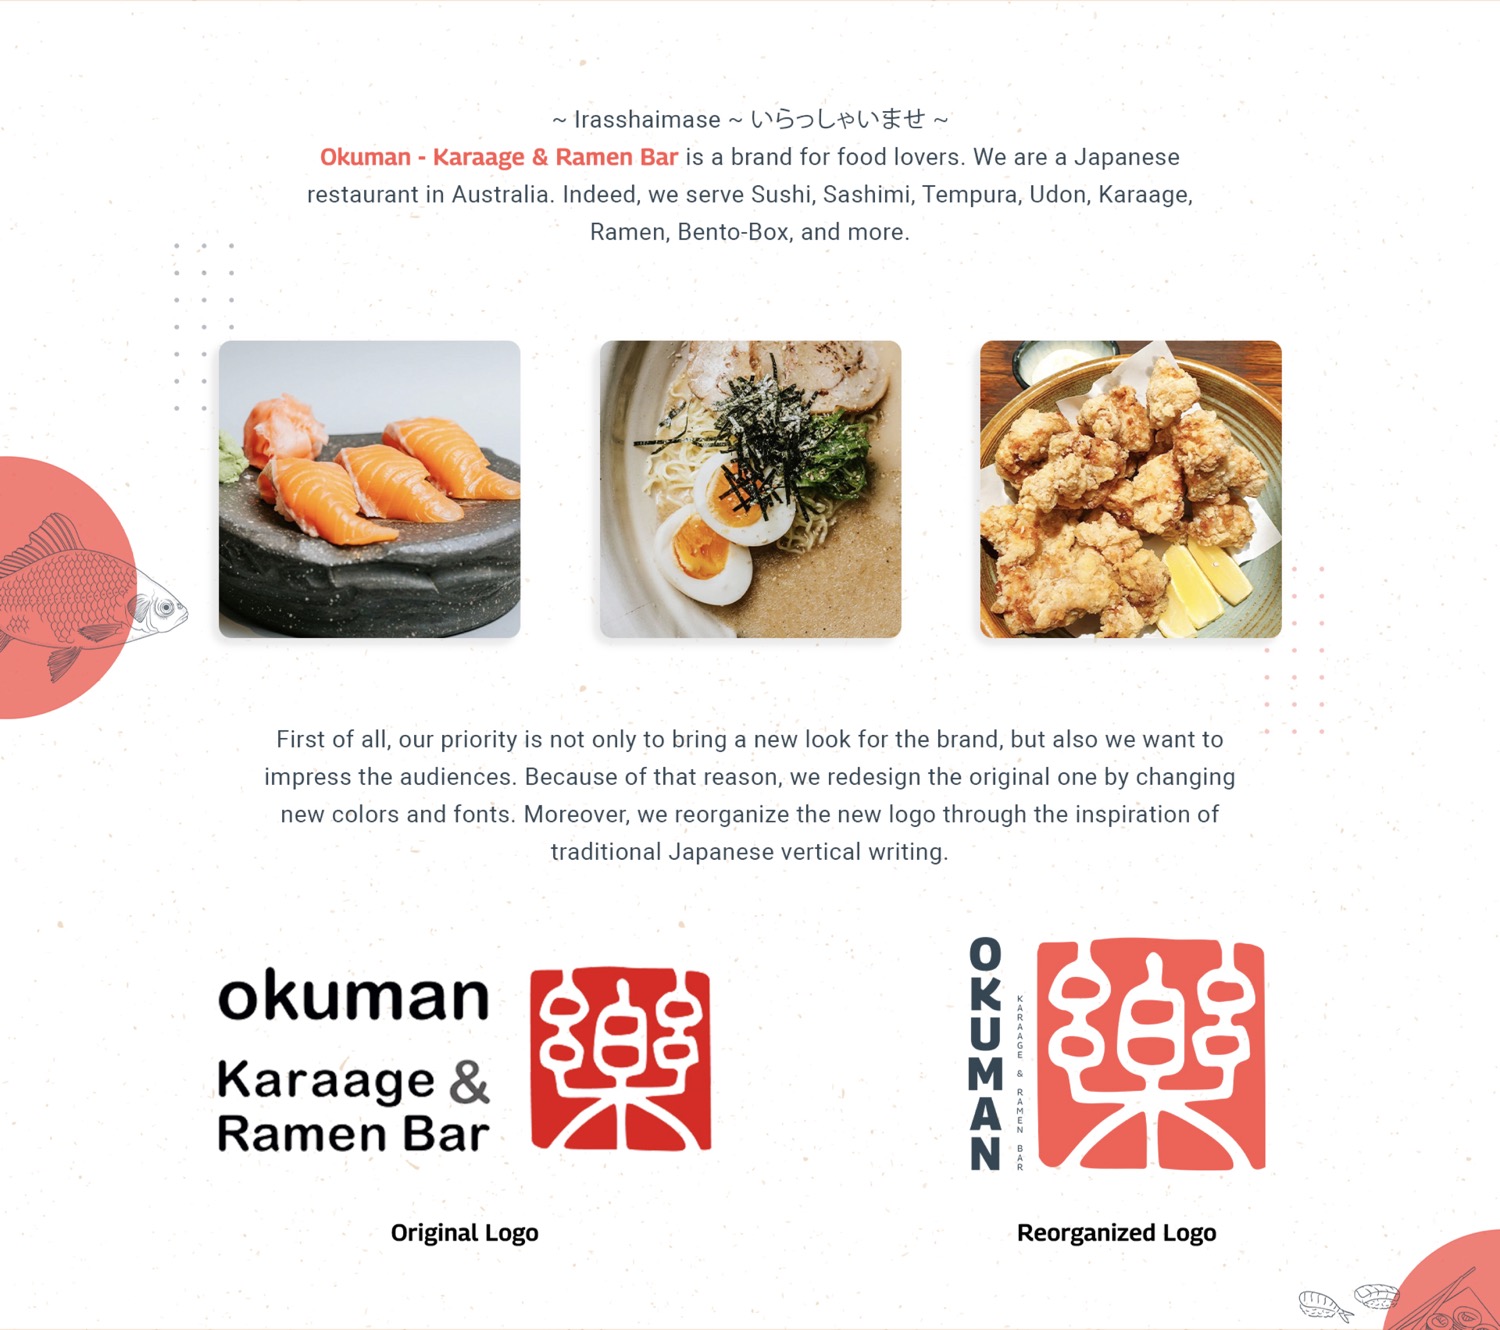 ~ Irasshaimase ~ いらっしゃいませ ~
Okuman - Karaage & Ramen Bar is a brand for food lovers. We are a Japanese
restaurant in Australia. Indeed, we serve Sushi, Sashimi, Tempura, Udon, Karaage,
Ramen, Bento-Box, and more.
First of all, our priority is not only to bring a new look for the brand, but also we want to
impress the audiences. Because of that reason, we redesign the original one by changing
new colors and fonts. Moreover, we reorganize the new logo through the inspiration of
traditional Japanese vertical writing.
okuman
Karaage &
Ramen Bar
樂
Original Logo
OKUMAN
KARAAGE & RAMEN BAR
樂
Reorganized Logo